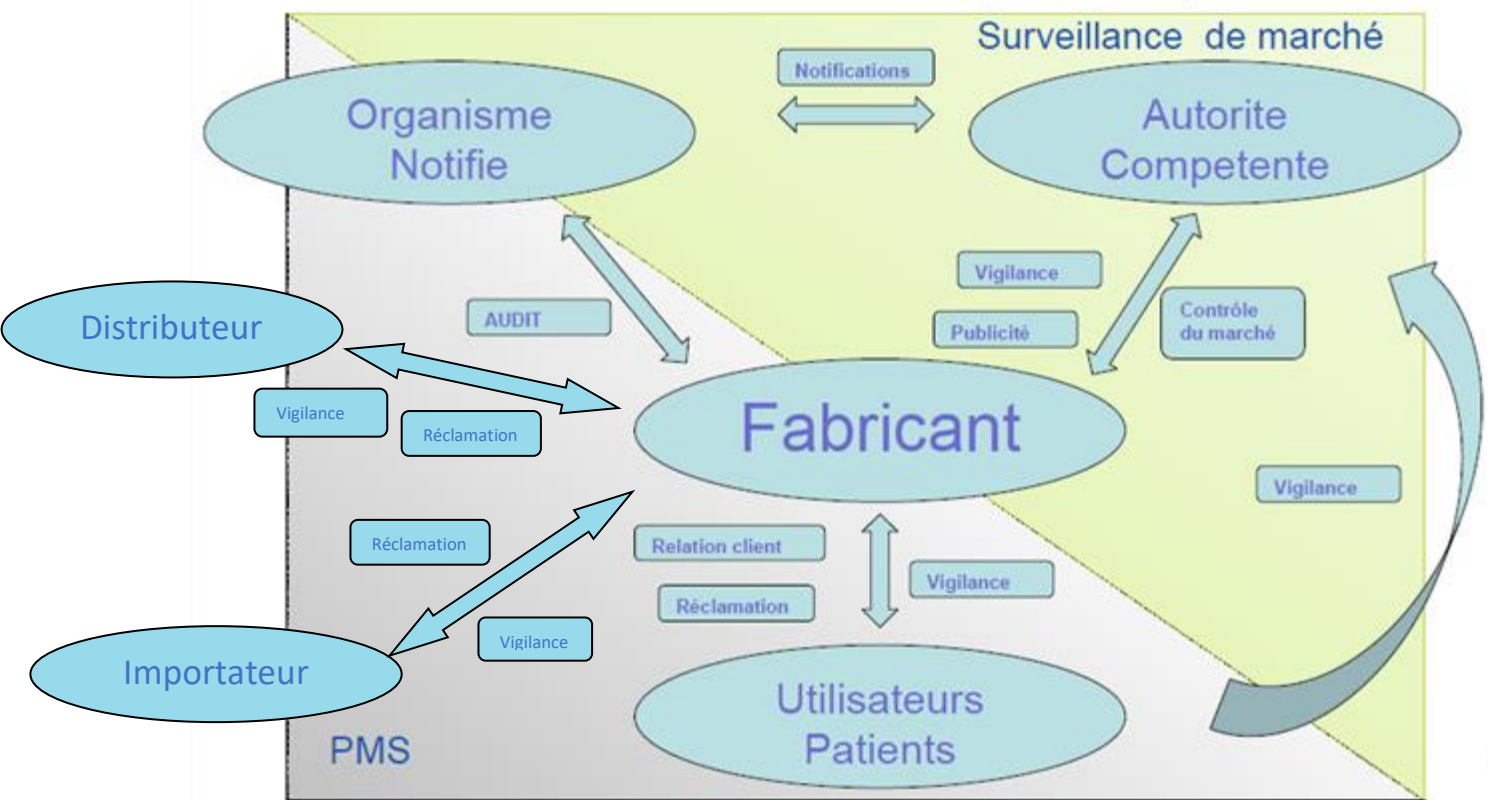 Surveillance de marché
Notifications
Organisme
Notifie
Autorite
Competente
Vigilance
AUDIT
Publicité
Contrôle
du marché
Distributeur
Fabricant
Vigilance
Réclamation
Vigilance
Réclamation
Relation client
Vigilance
Réclamation
Vigilance
Importateur
Utilisateurs
Patients
PMS